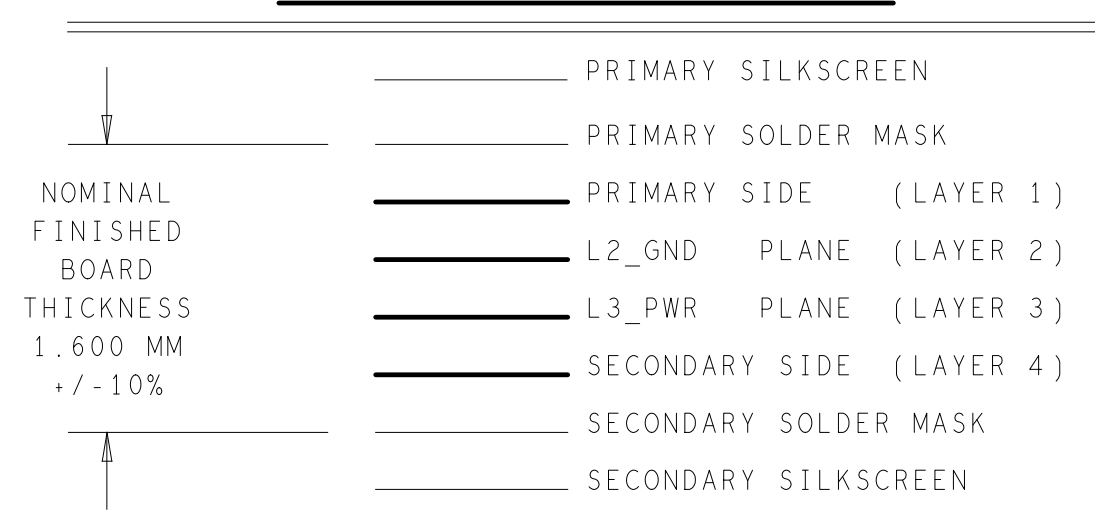 PRIMARY SILKSCREEN
PRIMARY SOLDER MASK
NOMINAL
FINISHED
BOARD
THICKNESS
1.600 MM
+/-10%
PRIMARY SIDE (LAYER 1)
L2_GND PLANE (LAYER 2)
L3_PWR PLANE (LAYER 3)
SECONDARY SIDE (LAYER 4)
SECONDARY SOLDER MASK
SECONDARY SILKSCREEN